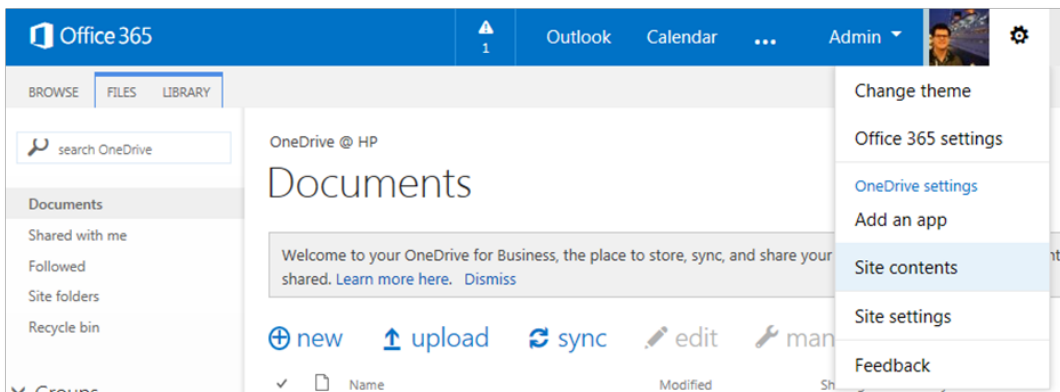 Office 365
1
Outlook Calendar ... Admin
BROWSE FILES LIBRARY
search OneDrive
Documents
Shared with me
Followed
Site folders
Recycle bin
Groups
OneDrive @ HP
Documents
Welcome to your OneDrive for Business, the place to store, sync, and share your
shared. Learn more here. Dismiss
new upload sync edit man
Name Modified Sh
Change theme
Office 365 settings
OneDrive settings
Add an app
Site contents
Site settings
Feedback